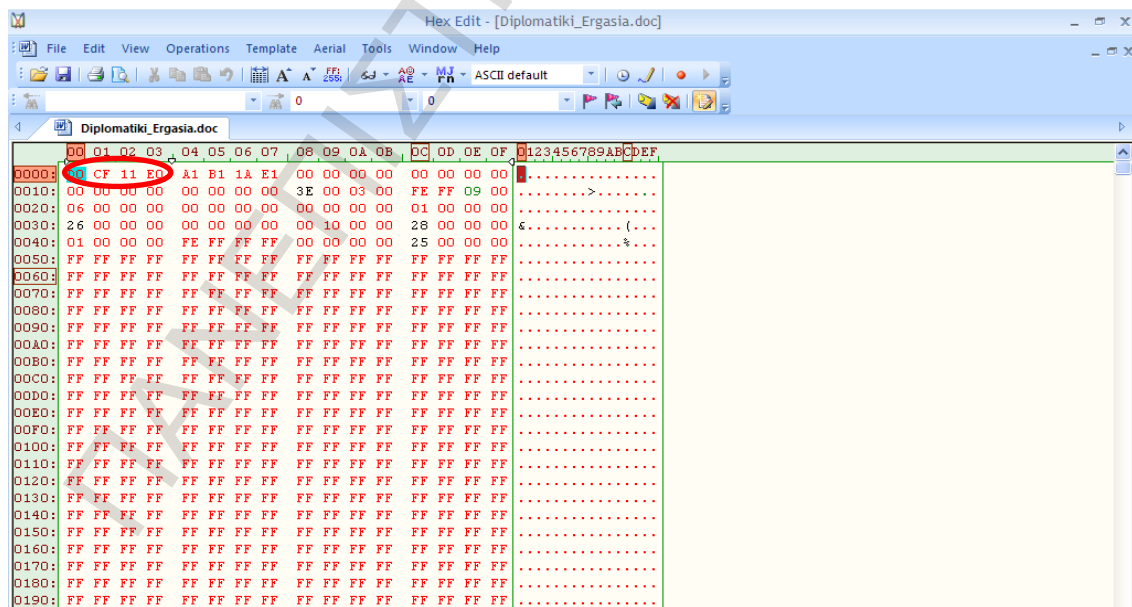 Hex Edit - [Diplomatiki_Ergasia.doc]
File Edit View Operations Template Aerial Tools Window Help
ASCII default
0 0
Diplomatiki_Ergasia.doc
00 01 02 03 04 05 06 07 08 09 0A 0B 0C 0D 0E 0F 0123456789ABCDEF
0000: 00 CF 11 E0 A1 B1 1A E1 00 00 00 00 00 00 00 00 ................
0010: 00 00 00 00 00 00 00 00 3E 00 03 00 FE FF 09 00 ........>.......
0020: 06 00 00 00 00 00 00 00 00 00 00 00 01 00 00 00 ................
0030: 26 00 00 00 00 00 00 00 00 10 00 00 28 00 00 00 &...........(...
0040: 01 00 00 00 FE FF FF FF 00 00 00 00 25 00 00 00 ............%...
0050: FF FF FF FF FF FF FF FF FF FF FF FF FF FF FF FF ................
0060: FF FF FF FF FF FF FF FF FF FF FF FF FF FF FF FF ................
0070: FF FF FF FF FF FF FF FF FF FF FF FF FF FF FF FF ................
0080: FF FF FF FF FF FF FF FF FF FF FF FF FF FF FF FF ................
0090: FF FF FF FF FF FF FF FF FF FF FF FF FF FF FF FF ................
00A0: FF FF FF FF FF FF FF FF FF FF FF FF FF FF FF FF ................
00B0: FF FF FF FF FF FF FF FF FF FF FF FF FF FF FF FF ................
00C0: FF FF FF FF FF FF FF FF FF FF FF FF FF FF FF FF ................
00D0: FF FF FF FF FF FF FF FF FF FF FF FF FF FF FF FF ................
00E0: FF FF FF FF FF FF FF FF FF FF FF FF FF FF FF FF ................
00F0: FF FF FF FF FF FF FF FF FF FF FF FF FF FF FF FF ................
0100: FF FF FF FF FF FF FF FF FF FF FF FF FF FF FF FF ................
0110: FF FF FF FF FF FF FF FF FF FF FF FF FF FF FF FF ................
0120: FF FF FF FF FF FF FF FF FF FF FF FF FF FF FF FF ................
0130: FF FF FF FF FF FF FF FF FF FF FF FF FF FF FF FF ................
0140: FF FF FF FF FF FF FF FF FF FF FF FF FF FF FF FF ................
0150: FF FF FF FF FF FF FF FF FF FF FF FF FF FF FF FF ................
0160: FF FF FF FF FF FF FF FF FF FF FF FF FF FF FF FF ................
0170: FF FF FF FF FF FF FF FF FF FF FF FF FF FF FF FF ................
0180: FF FF FF FF FF FF FF FF FF FF FF FF FF FF FF FF ................
0190: FF FF FF FF FF FF FF FF FF FF FF FF FF FF FF FF ................